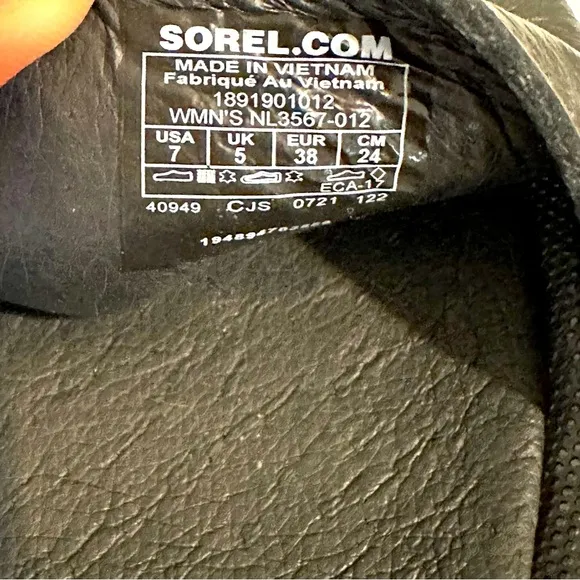 SOREL.COM
MADE IN VIETNAM
Fabriqué Au Vietnam
1891901012
WMN'S NL3567-012
USA UK EUR CM
7 5 38 24
ECA-17
40949 CJS 0721 122